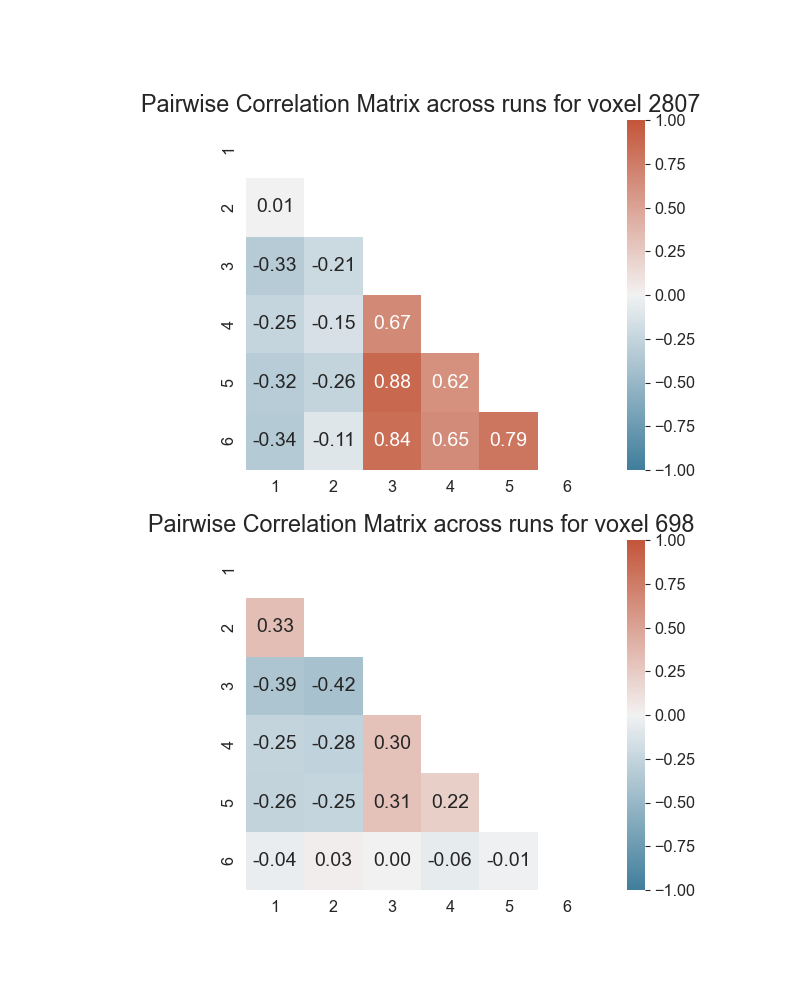 Pairwise Correlation Matrix across runs for voxel 2807
1.00
1
0.75
2 0.01
0.50
3 -0.33 -0.21
0.25
0.00
4 -0.25 -0.15 0.67
−0.25
5 -0.32 -0.26 0.88 0.62
−0.50
6 -0.34 -0.11 0.84 0.65 0.79
−0.75
−1.00
1 2 3 4 5 6
Pairwise Correlation Matrix across runs for voxel 698
1.00
1
0.75
2 0.33
0.50
3 -0.39 -0.42
0.25
0.00
4 -0.25 -0.28 0.30
−0.25
5 -0.26 -0.25 0.31 0.22
−0.50
6 -0.04 0.03 0.00 -0.06 -0.01
−0.75
−1.00
1 2 3 4 5 6